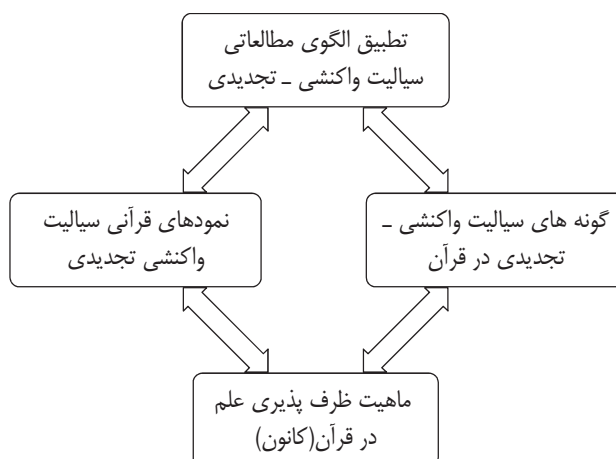 تطبیق الگوی مطالعاتی
سیالیت واکنشی ـ تجدیدی
گونه های سیالیت واکنشی ـ
تجدیدی در قرآن
نمودهای قرآنی سیالیت
واکنشی تجدیدی
ماهیت ظرف پذیری علم
در قرآن(کانون)